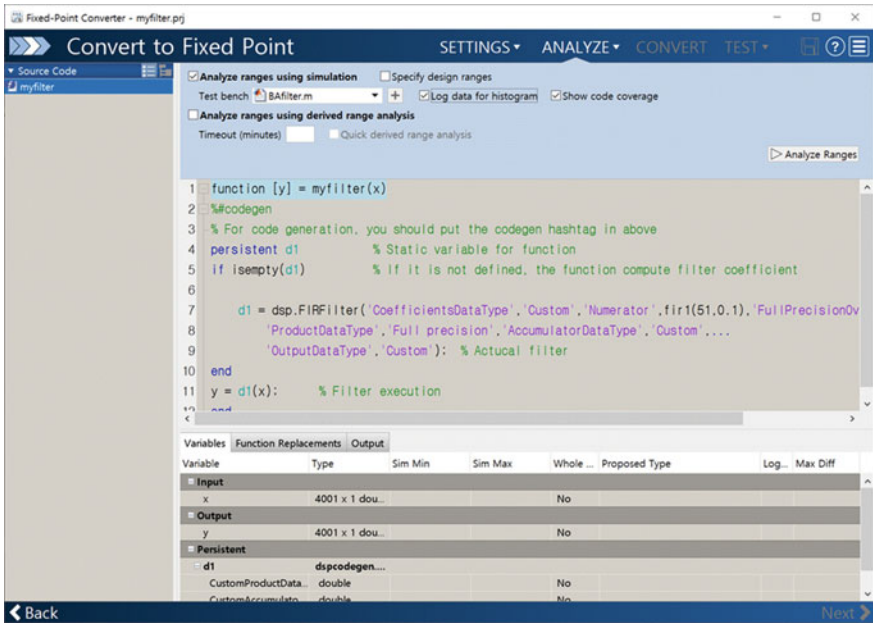 Fixed-Point Converter - myfilter.prj
Convert to Fixed Point
SETTINGS ANALYZE CONVERT TEST
Source Code
myfilter
Analyze ranges using simulation Specify design ranges
Test bench BAfilter.m Log data for histogram Show code coverage
Analyze ranges using derived range analysis
Timeout (minutes) Quick derived range analysis
Analyze Ranges
1 function [y] = myfilter(x)
2 %#codegen
3 % For code generation, you should put the codegen hashtag in above
4 persistent d1 % Static variable for function
5 if isempty(d1) % If it is not defined, the function compute filter coefficient
6
7 d1 = dsp.FIRFilter('CoefficientsDataType','Custom','Numerator',fir1(51,0.1),'FullPrecisionOv
8 'ProductDataType','Full precision','AccumulatorDataType','Custom',...
9 'OutputDataType','Custom'); % Actucal filter
10 end
11 y = d1(x); % Filter execution
12 end
Variables Function Replacements Output
Variable Type Sim Min Sim Max Whole ... Proposed Type Log... Max Diff
Input
x 4001 x 1 dou... No
Output
y 4001 x 1 dou... No
Persistent
d1 dspcodegen....
CustomProductData... double No
CustomAccumulato... double No
Back Next